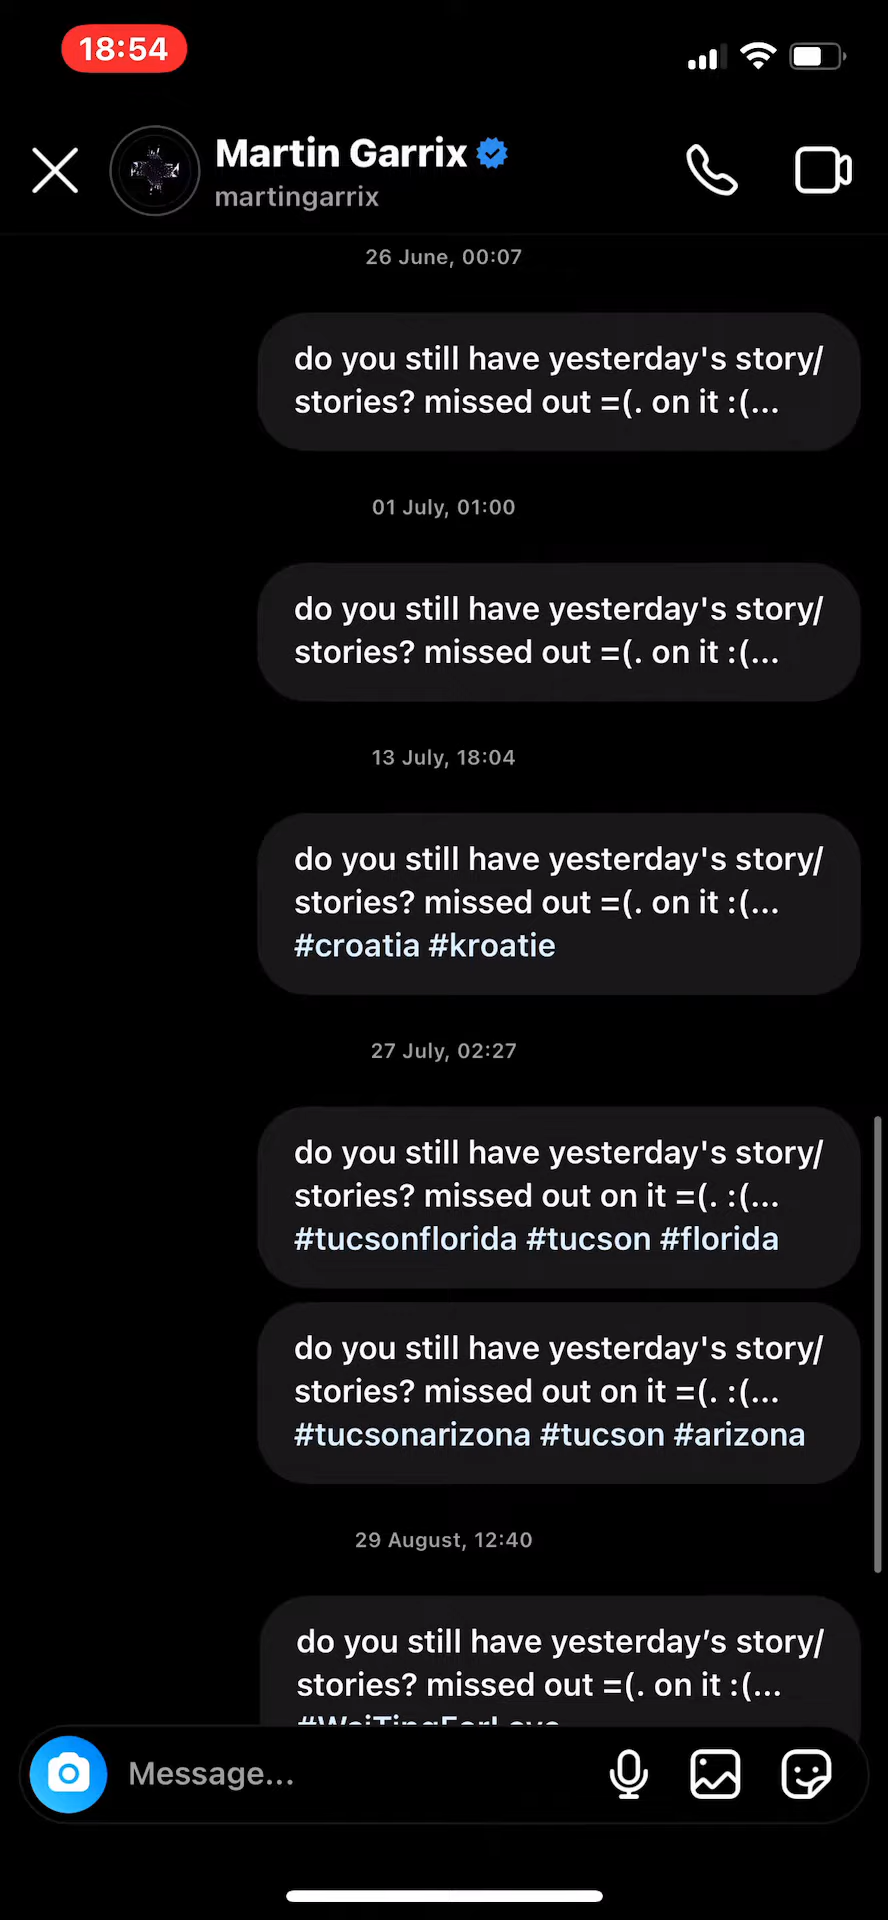 18:54
Martin Garrix
martingarrix
26 June, 00:07
do you still have yesterday's story/
stories? missed out =(. on it :(...
01 July, 01:00
do you still have yesterday's story/
stories? missed out =(. on it :(...
13 July, 18:04
do you still have yesterday's story/
stories? missed out =(. on it :(...
#croatia #kroatie
27 July, 02:27
do you still have yesterday's story/
stories? missed out on it =(. :(...
#tucsonflorida #tucson #florida
do you still have yesterday's story/
stories? missed out on it =(. :(...
#tucsonarizona #tucson #arizona
29 August, 12:40
do you still have yesterday’s story/
stories? missed out =(. on it :(...
#WaiTingForLove
Message...